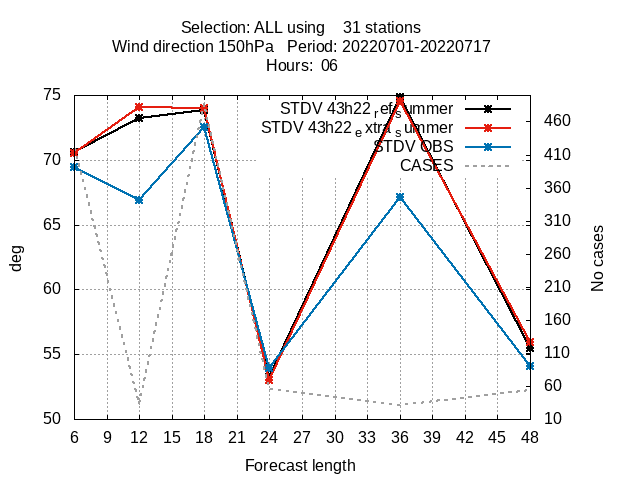 Selection: ALL using    31 stations
Wind direction 150hPa   Period: 20220701-20220717
Hours:  06
STDV 43h22_ref_summer
STDV 43h22_extra_summer
STDV OBS
CASES
75
70
65
60
55
50
460
410
360
310
260
210
160
110
60
10
deg
No cases
6 9 12 15 18 21 24 27 30 33 36 39 42 45 48
Forecast length